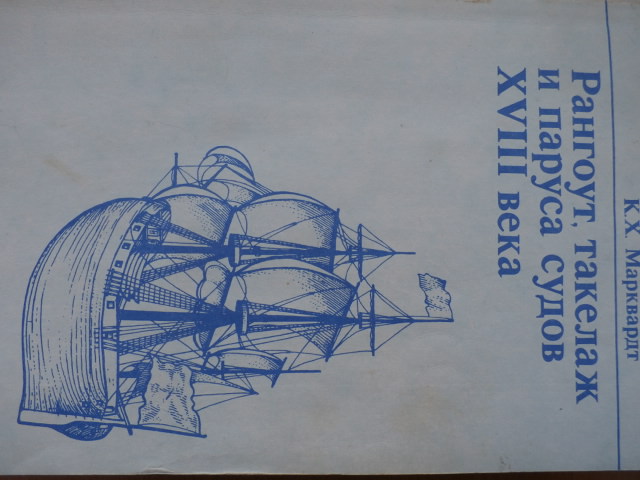 К.Х. Марквардт
Рангоут, такелаж
и паруса судов
XVIII века